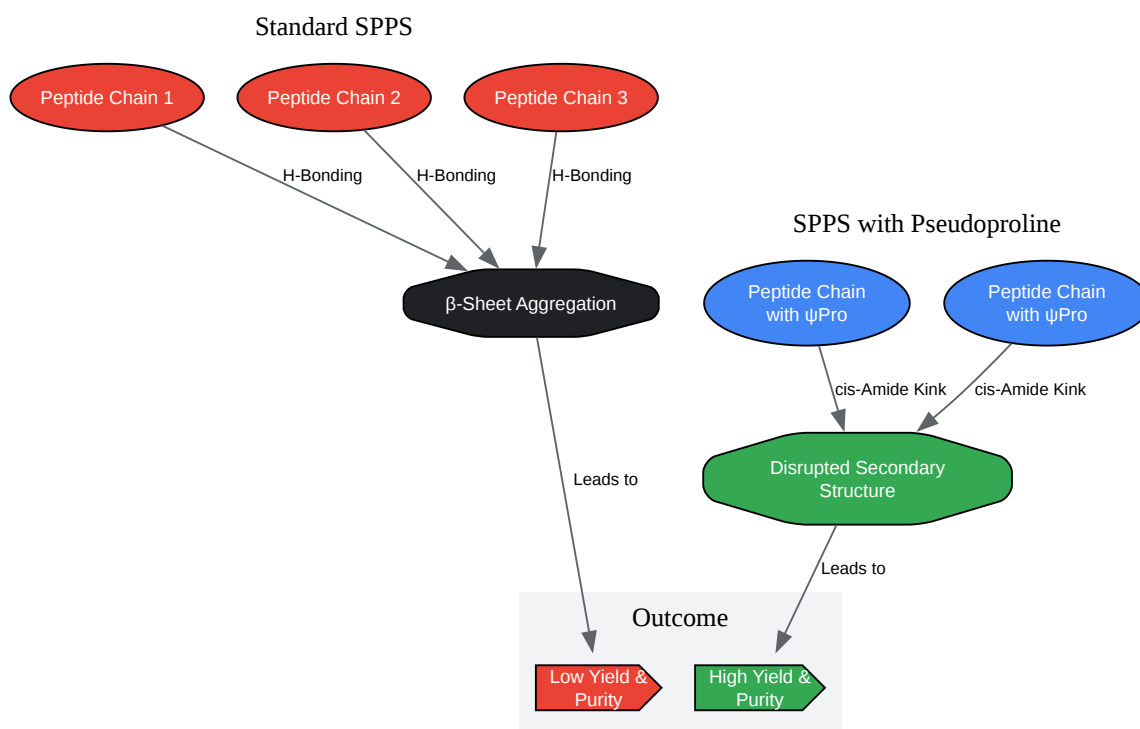 Standard SPPS
Peptide Chain 1
Peptide Chain 2
Peptide Chain 3
H-Bonding
H-Bonding
H-Bonding
β-Sheet Aggregation
Leads to
SPPS with Pseudoproline
Peptide Chain
with ψPro
Peptide Chain
with ψPro
cis-Amide Kink
cis-Amide Kink
Disrupted Secondary
Structure
Leads to
Outcome
Low Yield &
Purity
High Yield &
Purity